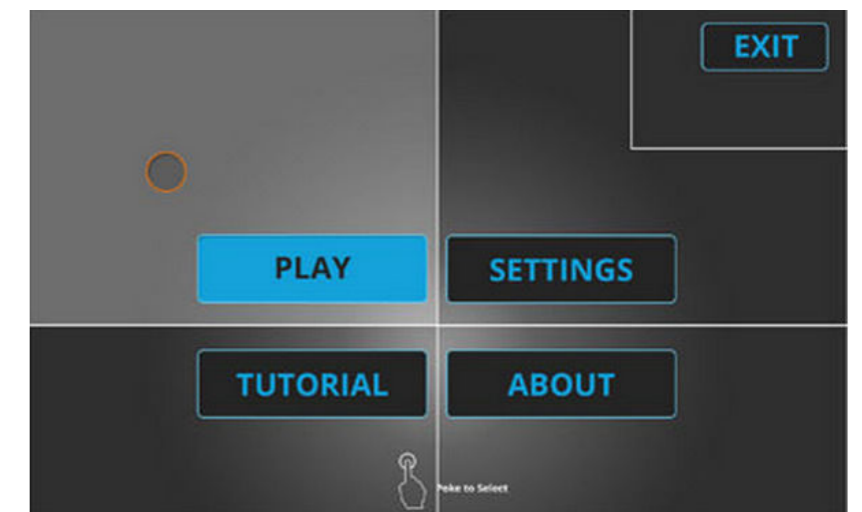 EXIT
PLAY
SETTINGS
TUTORIAL
ABOUT
Poke to Select